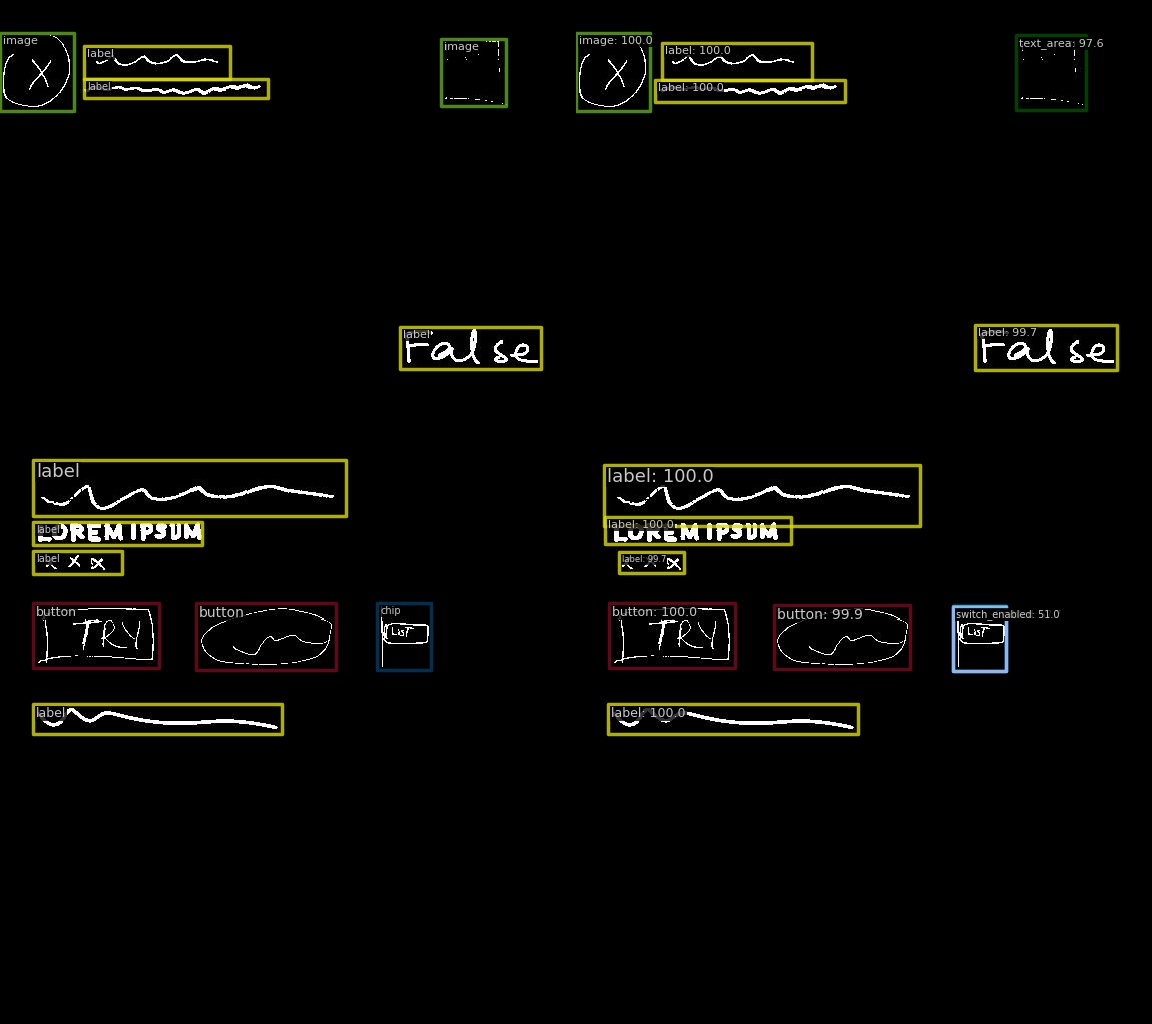 image
label
image
image: 100.0
label: 100.0
text_area: 97.6
label
label: 100.0
label
False
label: 99.7
False
label
label: 100.0
label
LOREM IPSUM
label: 100.0
LOREM IPSUM
label
x x x
label: 99.7
x
button
TRY
button
chip
LIST
button: 100.0
TRY
button: 99.9
switch_enabled: 51.0
LIST
label
label: 100.0